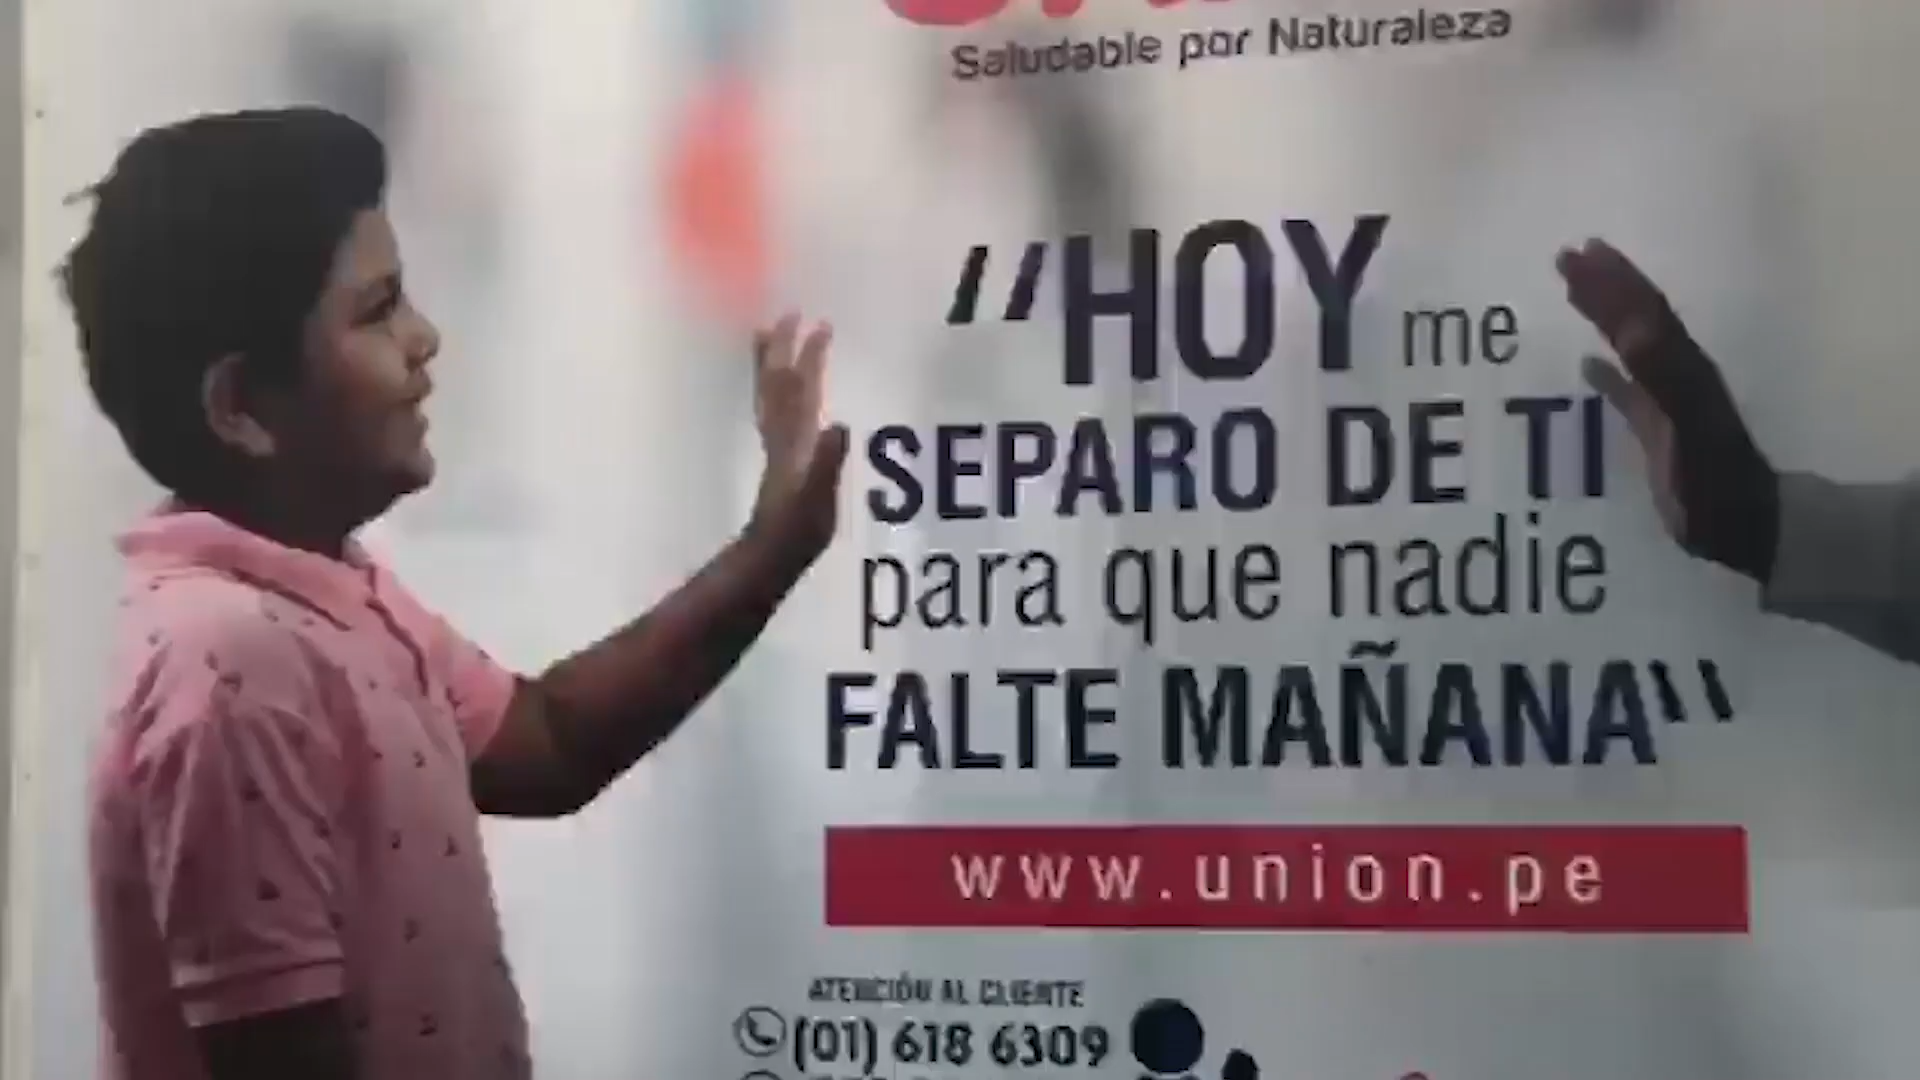 Saludable por Naturaleza
"HOY me
SEPARO DE TI
para que nadie
FALTE MAÑANA"
www.union.pe
ATENCIÓN AL CLIENTE
(01) 618 6309